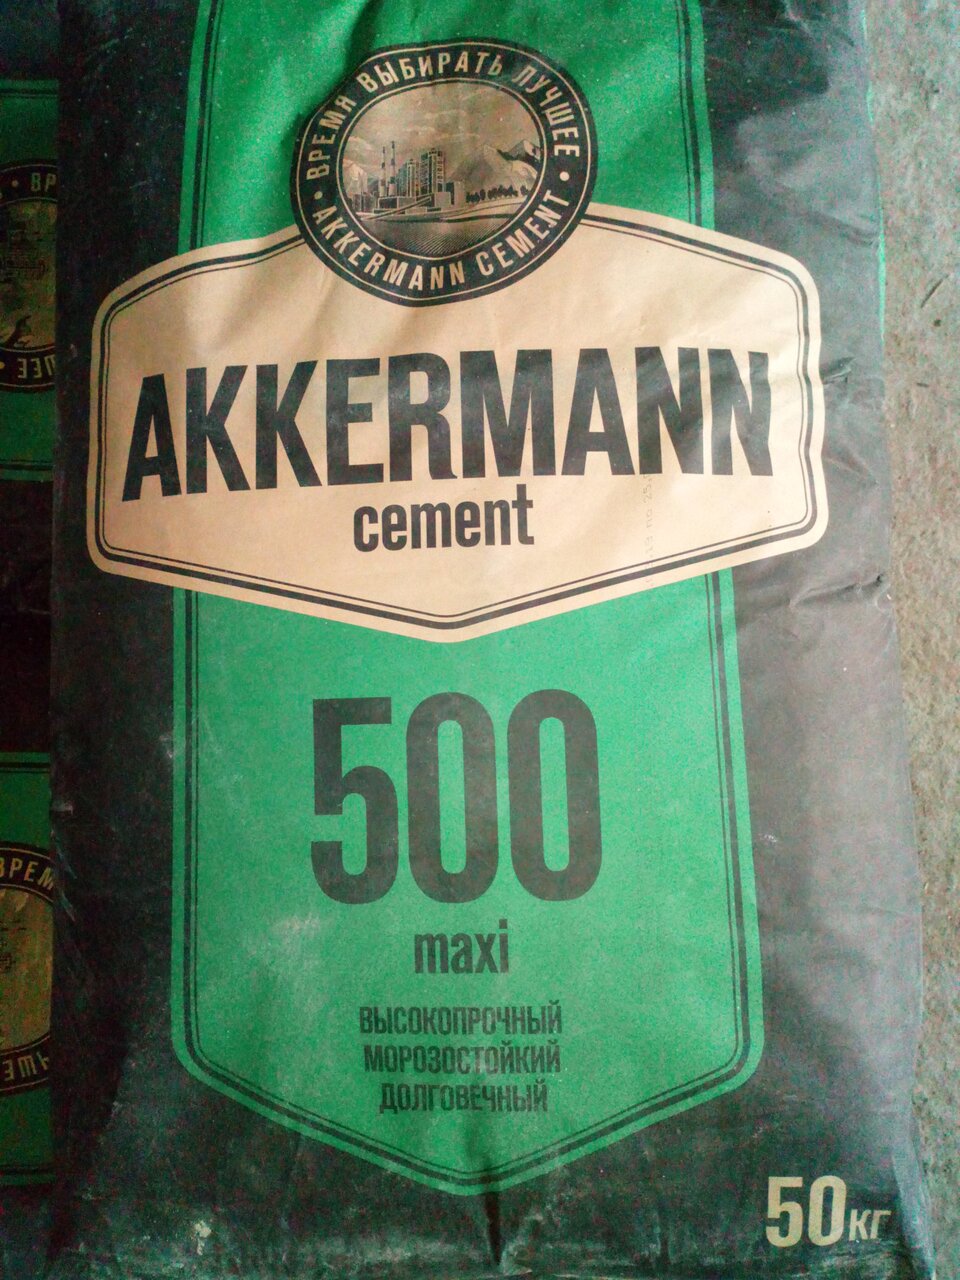 ВРЕМЯ ВЫБИРАТЬ ЛУЧШЕЕ
AKKERMANN CEMENT
AKKERMANN
cement
500
maxi
ВЫСОКОПРОЧНЫЙ
МОРОЗОСТОЙКИЙ
ДОЛГОВЕЧНЫЙ
50кг